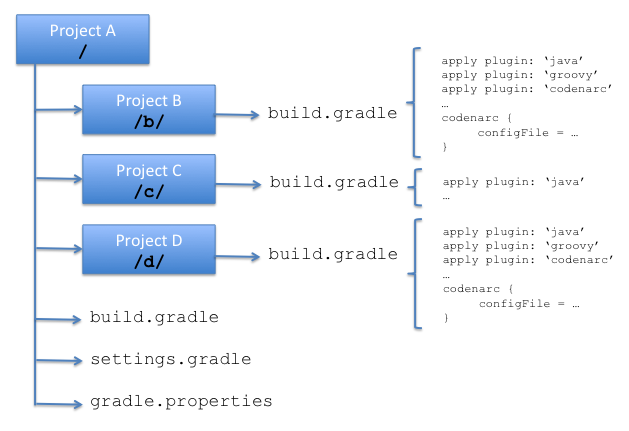 Project A
/
Project B
/b/
build.gradle
apply plugin: ‘java’
apply plugin: ‘groovy’
apply plugin: ‘codenarc’
…
codenarc {
configFile = …
}
Project C
/c/
build.gradle
apply plugin: ‘java’
…
Project D
/d/
build.gradle
apply plugin: ‘java’
apply plugin: ‘groovy’
apply plugin: ‘codenarc’
…
codenarc {
configFile = …
}
build.gradle
settings.gradle
gradle.properties